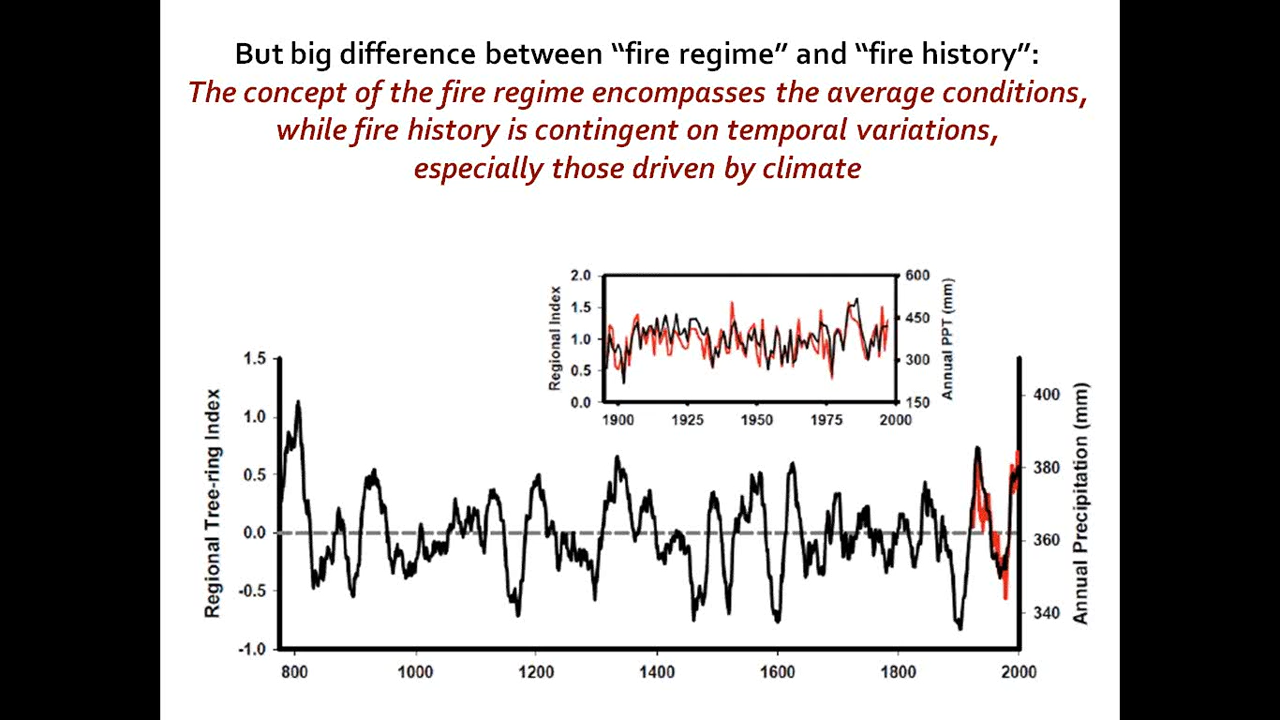 But big difference between “fire regime” and “fire history”:
The concept of the fire regime encompasses the average conditions,
while fire history is contingent on temporal variations,
especially those driven by climate
2.0
1.5
1.0
0.5
0.0
Regional Index
600
450
300
150
Annual PPT (mm)
1900 1925 1950 1975 2000
1.5
1.0
0.5
0.0
-0.5
-1.0
Regional Tree-ring Index
400
380
360
340
Annual Precipitation (mm)
800 1000 1200 1400 1600 1800 2000